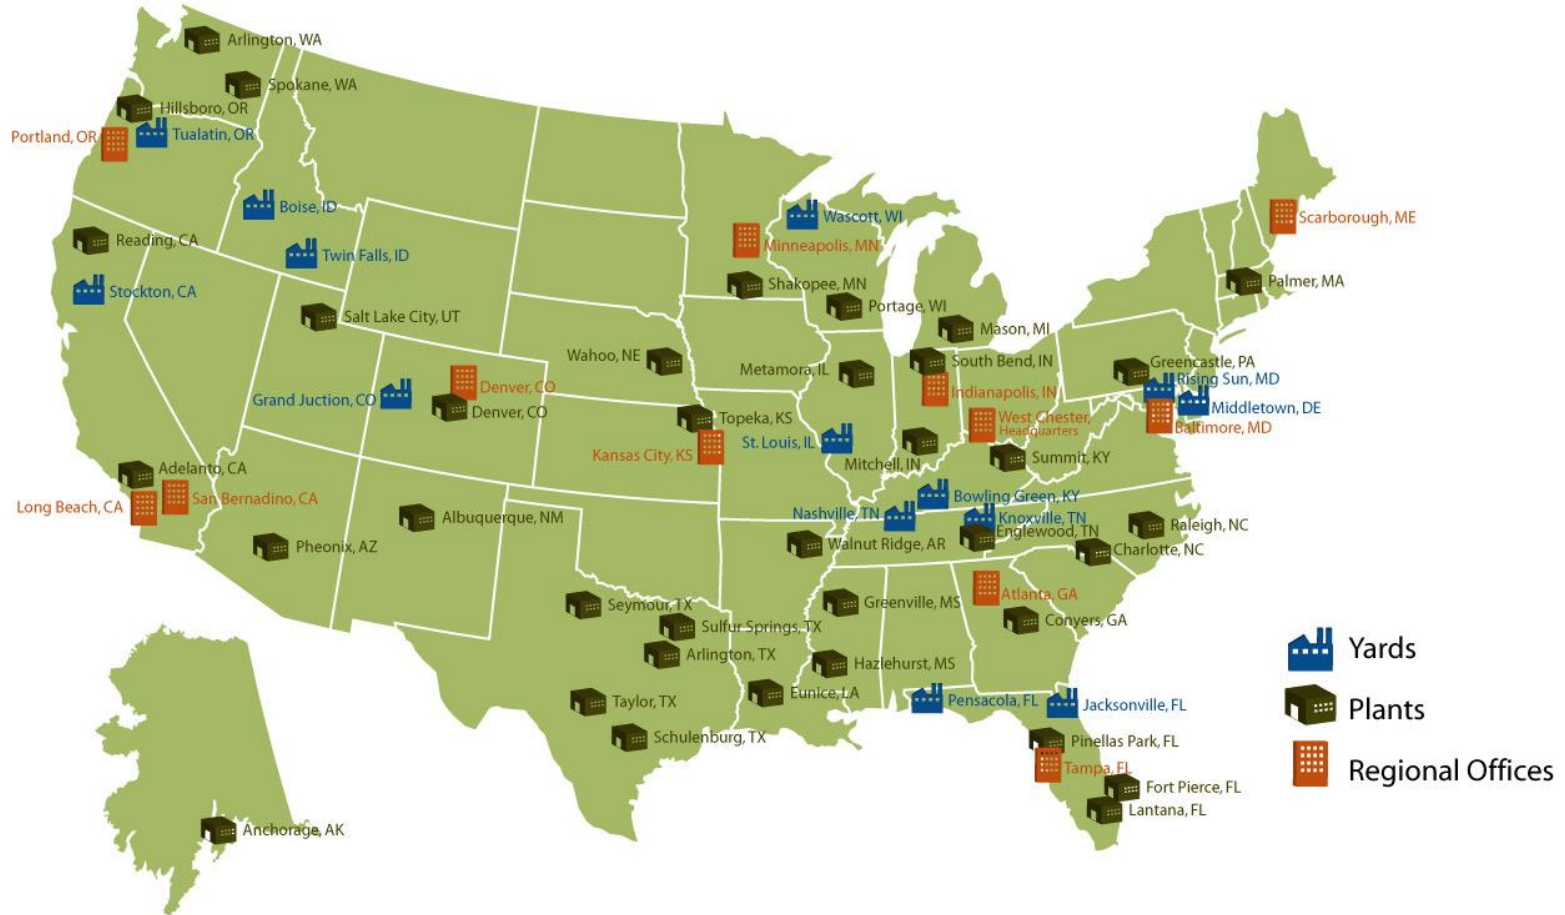 Arlington, WA
Spokane, WA
Hillsboro, OR
Portland, OR
Tualatin, OR
Boise, ID
Wascott, WI
Scarborough, ME
Reading, CA
Minneapolis, MN
Twin Falls, ID
Stockton, CA
Shakopee, MN
Palmer, MA
Portage, WI
Salt Lake City, UT
Mason, MI
Wahoo, NE
South Bend, IN
Greencastle, PA
Metamora, IL
Rising Sun, MD
Denver, CO
Indianapolis, IN
Grand Juction, CO
Denver, CO
Middletown, DE
Topeka, KS
West Chester,
Headquarters
Baltimore, MD
St. Louis, IL
Kansas City, KS
Mitchell, IN
Summit, KY
Adelanto, CA
San Bernadino, CA
Long Beach, CA
Bowling Green, KY
Nashville, TN
Albuquerque, NM
Knoxville, TN
Raleigh, NC
Englewood, TN
Pheonix, AZ
Walnut Ridge, AR
Charlotte, NC
Atlanta, GA
Seymour, TX
Greenville, MS
Conyers, GA
Sulfur Springs, TX
Yards
Arlington, TX
Hazlehurst, MS
Eunice, LA
Taylor, TX
Pensacola, FL
Jacksonville, FL
Plants
Schulenburg, TX
Pinellas Park, FL
Tampa, FL
Regional Offices
Fort Pierce, FL
Lantana, FL
Anchorage, AK